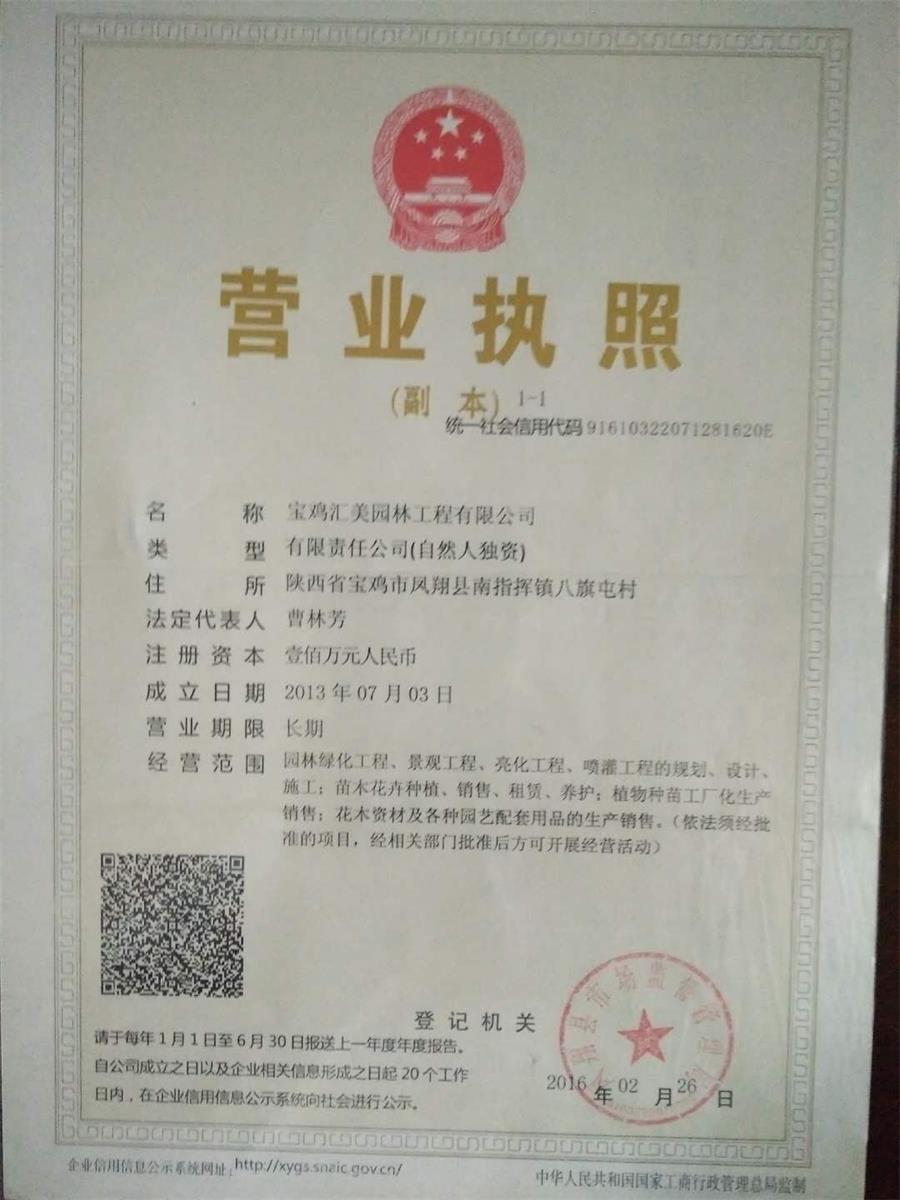 营业执照
(副 本) 1-1
统一社会信用代码 91610322071281620E
名 称 宝鸡汇美园林工程有限公司
类 型 有限责任公司(自然人独资)
住 所 陕西省宝鸡市凤翔县南指挥镇八旗屯村
法定代表人 曹林芳
注册资本 壹佰万元人民币
成立日期 2013年07月03日
营业期限 长期
经营范围 园林绿化工程、景观工程、亮化工程、喷灌工程的规划、设计、
施工；苗木花卉种植、销售、租赁、养护；植物种苗工厂化生产
销售；花木资材及各种园艺配套用品的生产销售。（依法须经批
准的项目，经相关部门批准后方可开展经营活动）
登记机关
县市场监督管理局
请于每年1月1日至6月30日报送上一年度年度报告。
自公司成立之日以及企业相关信息形成之日起20个工作
日内，在企业信用信息公示系统向社会进行公示。
2016年02月26日
企业信用信息公示系统网址：http://xygs.snaic.gov.cn/
中华人民共和国国家工商行政管理总局监制